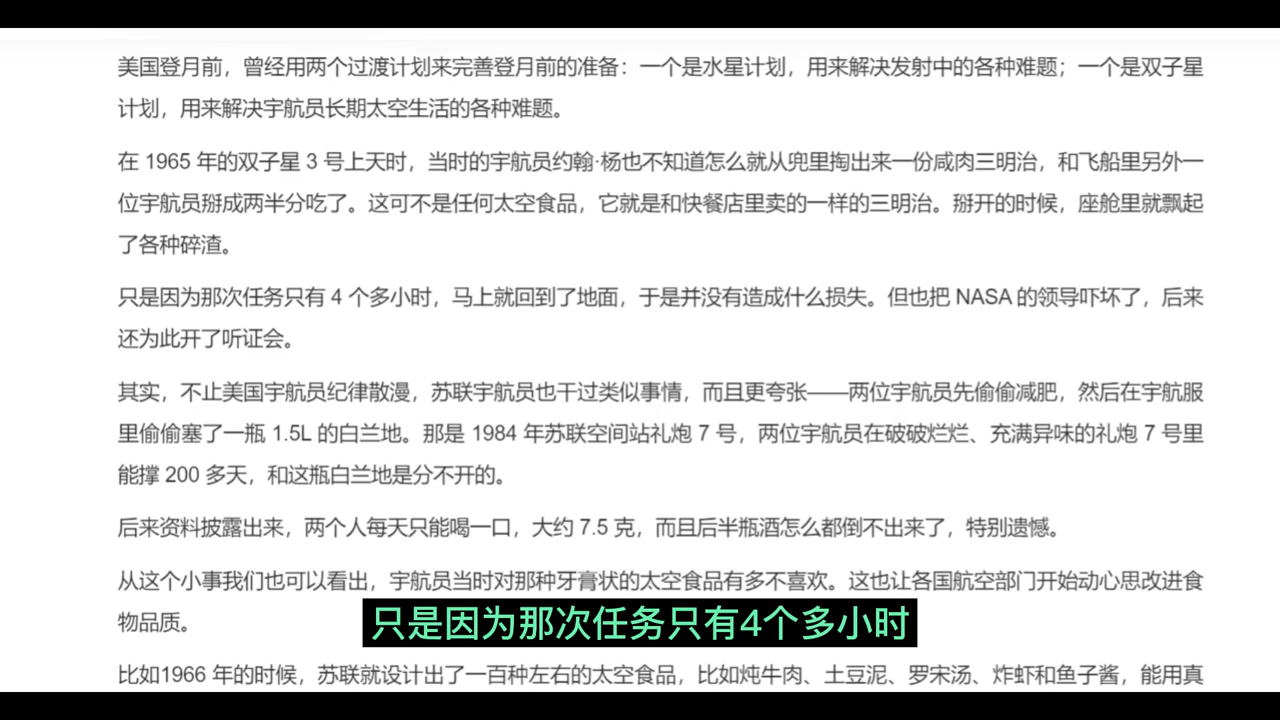 美国登月前，曾经用两个过渡计划来完善登月前的准备：一个是水星计划，用来解决发射中的各种难题；一个是双子星
计划，用来解决宇航员长期太空生活的各种难题。
在 1965 年的双子星 3 号上天时，当时的宇航员约翰·杨也不知道怎么就从兜里掏出来一份咸肉三明治，和飞船里另外一
位宇航员掰成两半分吃了。这可不是任何太空食品，它就是和快餐店里卖的一样的三明治。掰开的时候，座舱里就飘起
了各种碎渣。
只是因为那次任务只有 4 个多小时，马上就回到了地面，于是并没有造成什么损失。但也把 NASA 的领导吓坏了，后来
还为此开了听证会。
其实，不止美国宇航员纪律散漫，苏联宇航员也干过类似事情，而且更夸张——两位宇航员先偷偷减肥，然后在宇航服
里偷偷塞了一瓶 1.5L 的白兰地。那是 1984 年苏联空间站礼炮 7 号，两位宇航员在破破烂烂、充满异味的礼炮 7 号里
能撑 200 多天，和这瓶白兰地是分不开的。
后来资料披露出来，两个人每天只能喝一口，大约 7.5 克，而且后半瓶酒怎么都倒不出来了，特别遗憾。
从这个小事我们也可以看出，宇航员当时对那种牙膏状的太空食品有多不喜欢。这也让各国航空部门开始动心思改进食
物品质。
只是因为那次任务只有4个多小时
比如1966 年的时候，苏联就设计出了一百种左右的太空食品，比如炖牛肉、土豆泥、罗宋汤、炸虾和鱼子酱，能用真